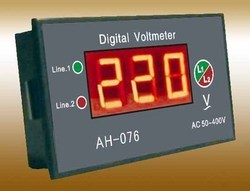 Digital Voltmeter
Line.1
220
L1
L2
Line.2
V
AH-076
AC 50-400V